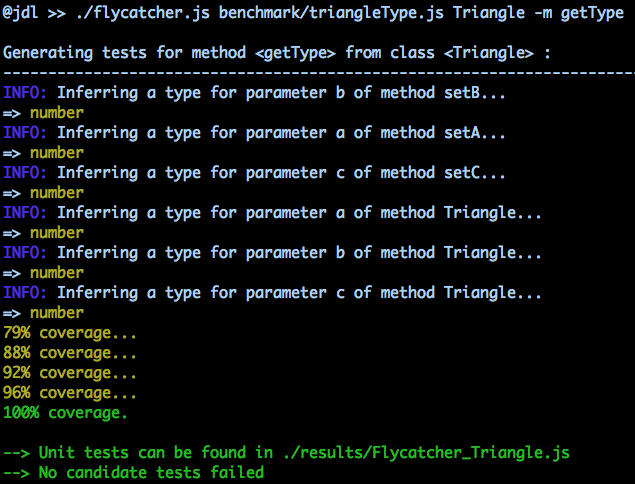 @jdl >> ./flycatcher.js benchmark/triangleType.js Triangle -m getType
Generating tests for method <getType> from class <Triangle> :
----------------------------------------------------------------------
INFO: Inferring a type for parameter b of method setB...
=> number
INFO: Inferring a type for parameter a of method setA...
=> number
INFO: Inferring a type for parameter c of method setC...
=> number
INFO: Inferring a type for parameter a of method Triangle...
=> number
INFO: Inferring a type for parameter b of method Triangle...
=> number
INFO: Inferring a type for parameter c of method Triangle...
=> number
79% coverage...
88% coverage...
92% coverage...
96% coverage...
100% coverage.
--> Unit tests can be found in ./results/Flycatcher_Triangle.js
--> No candidate tests failed